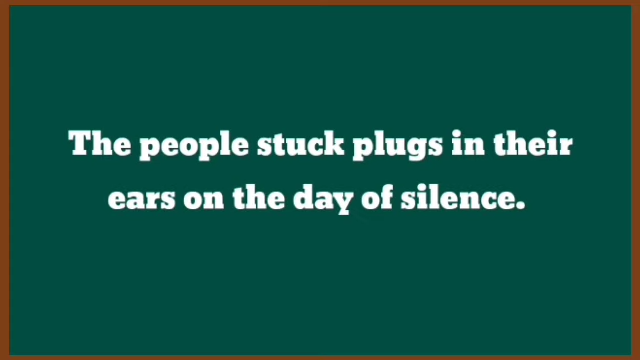 The people stuck plugs in their
ears on the day of silence.